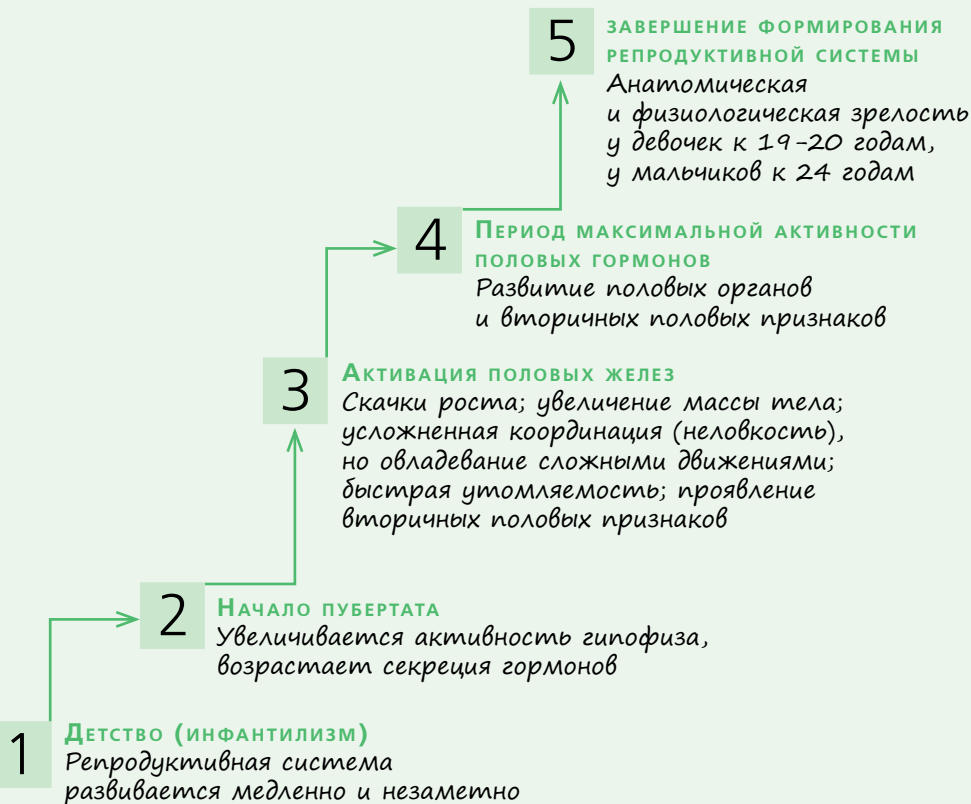 5
ЗАВЕРШЕНИЕ ФОРМИРОВАНИЯ
РЕПРОДУКТИВНОЙ СИСТЕМЫ
Анатомическая
и физиологическая зрелость
у девочек к 19-20 годам,
у мальчиков к 24 годам
4
ПЕРИОД МАКСИМАЛЬНОЙ АКТИВНОСТИ
ПОЛОВЫХ ГОРМОНОВ
Развитие половых органов
и вторичных половых признаков
3
АКТИВАЦИЯ ПОЛОВЫХ ЖЕЛЕЗ
Скачки роста; увеличение массы тела;
усложненная координация (неловкость),
но овладевание сложными движениями;
быстрая утомляемость; проявление
вторичных половых признаков
2
НАЧАЛО ПУБЕРТАТА
Увеличивается активность гипофиза,
возрастает секреция гормонов
1
ДЕТСТВО (ИНФАНТИЛИЗМ)
Репродуктивная система
развивается медленно и незаметно